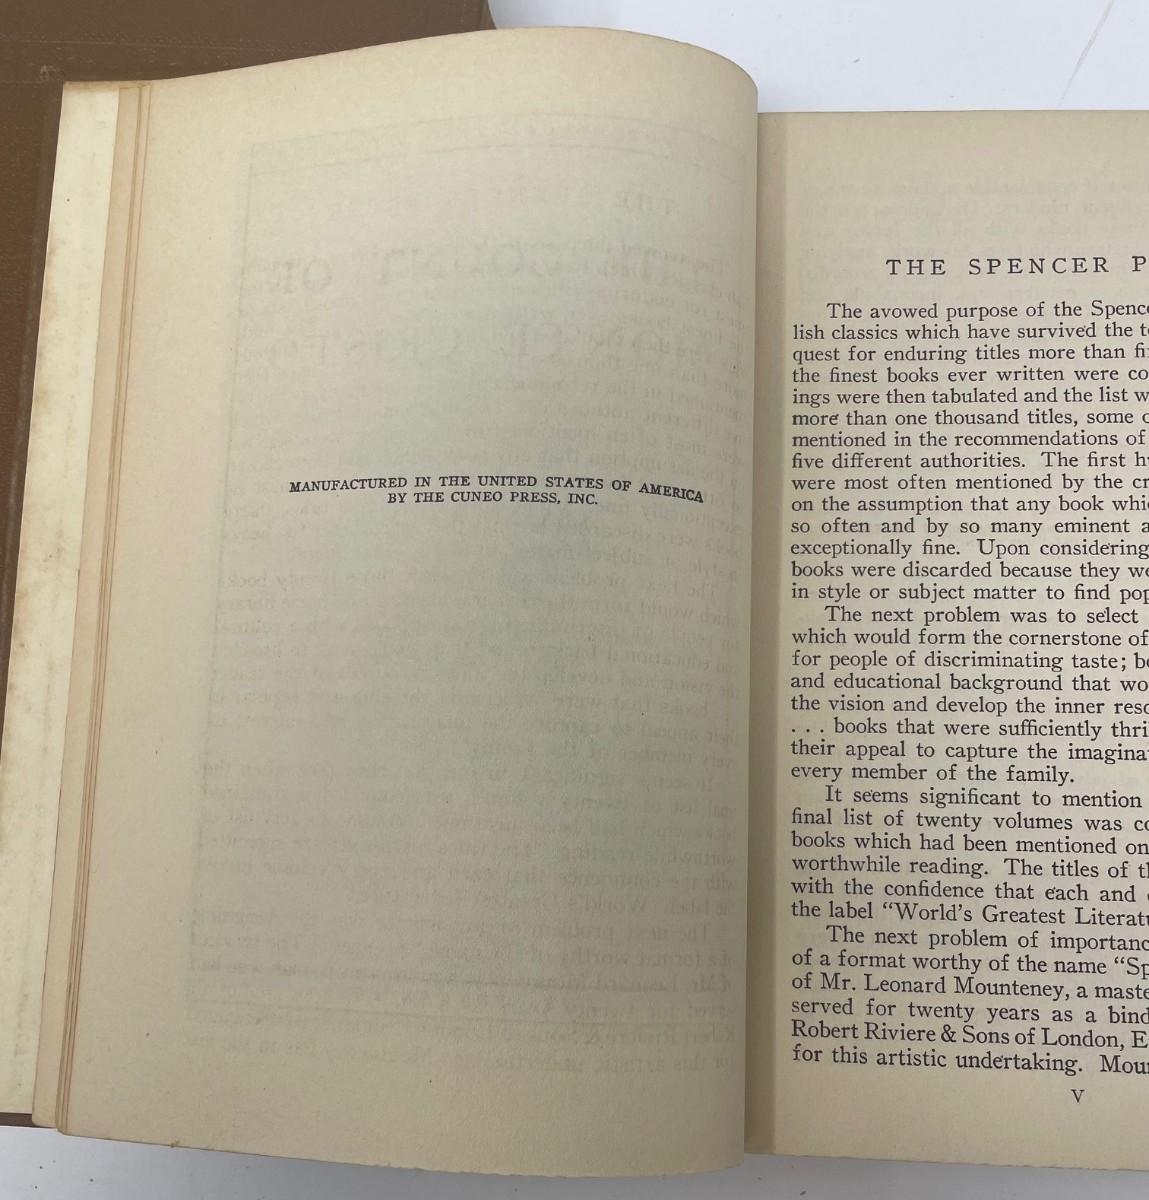 MANUFACTURED IN THE UNITED STATES OF AMERICA
BY THE CUNEO PRESS, INC.
THE SPENCER P
The avowed purpose of the Spence
lish classics which have survived the t
quest for enduring titles more than fi
the finest books ever written were co
ings were then tabulated and the list w
more than one thousand titles, some o
mentioned in the recommendations of
five different authorities. The first h
were most often mentioned by the cr
on the assumption that any book whi
so often and by so many eminent a
exceptionally fine. Upon considering
books were discarded because they we
in style or subject matter to find pop
The next problem was to select
which would form the cornerstone of
for people of discriminating taste; b
and educational background that wo
the vision and develop the inner reso
. . . books that were sufficiently thri
their appeal to capture the imagina
every member of the family.
It seems significant to mention
final list of twenty volumes was c
books which had been mentioned on
worthwhile reading. The titles of t
with the confidence that each and
the label “World's Greatest Literat
The next problem of importanc
of a format worthy of the name “Sp
of Mr. Leonard Mounteney, a maste
served for twenty years as a bind
Robert Riviere & Sons of London, E
for this artistic undertaking. Mou
V